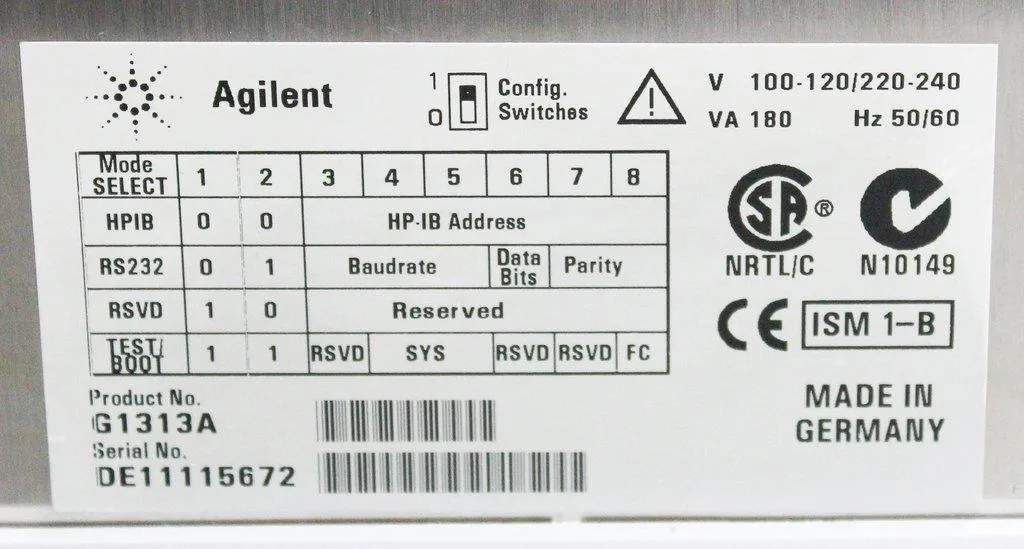 Agilent
1
0
Config.
Switches
V 100-120/220-240
VA 180 Hz 50/60
Mode
SELECT 1 2 3 4 5 6 7 8
HPIB 0 0 HP-IB Address
RS232 0 1 Baudrate Data Bits Parity
RSVD 1 0 Reserved
TEST/
BOOT 1 1 RSVD SYS RSVD RSVD FC
SA ®
NRTL/C
N10149
CE ISM 1-B
Product No.
G1313A
Serial No.
DE11115672
MADE IN
GERMANY